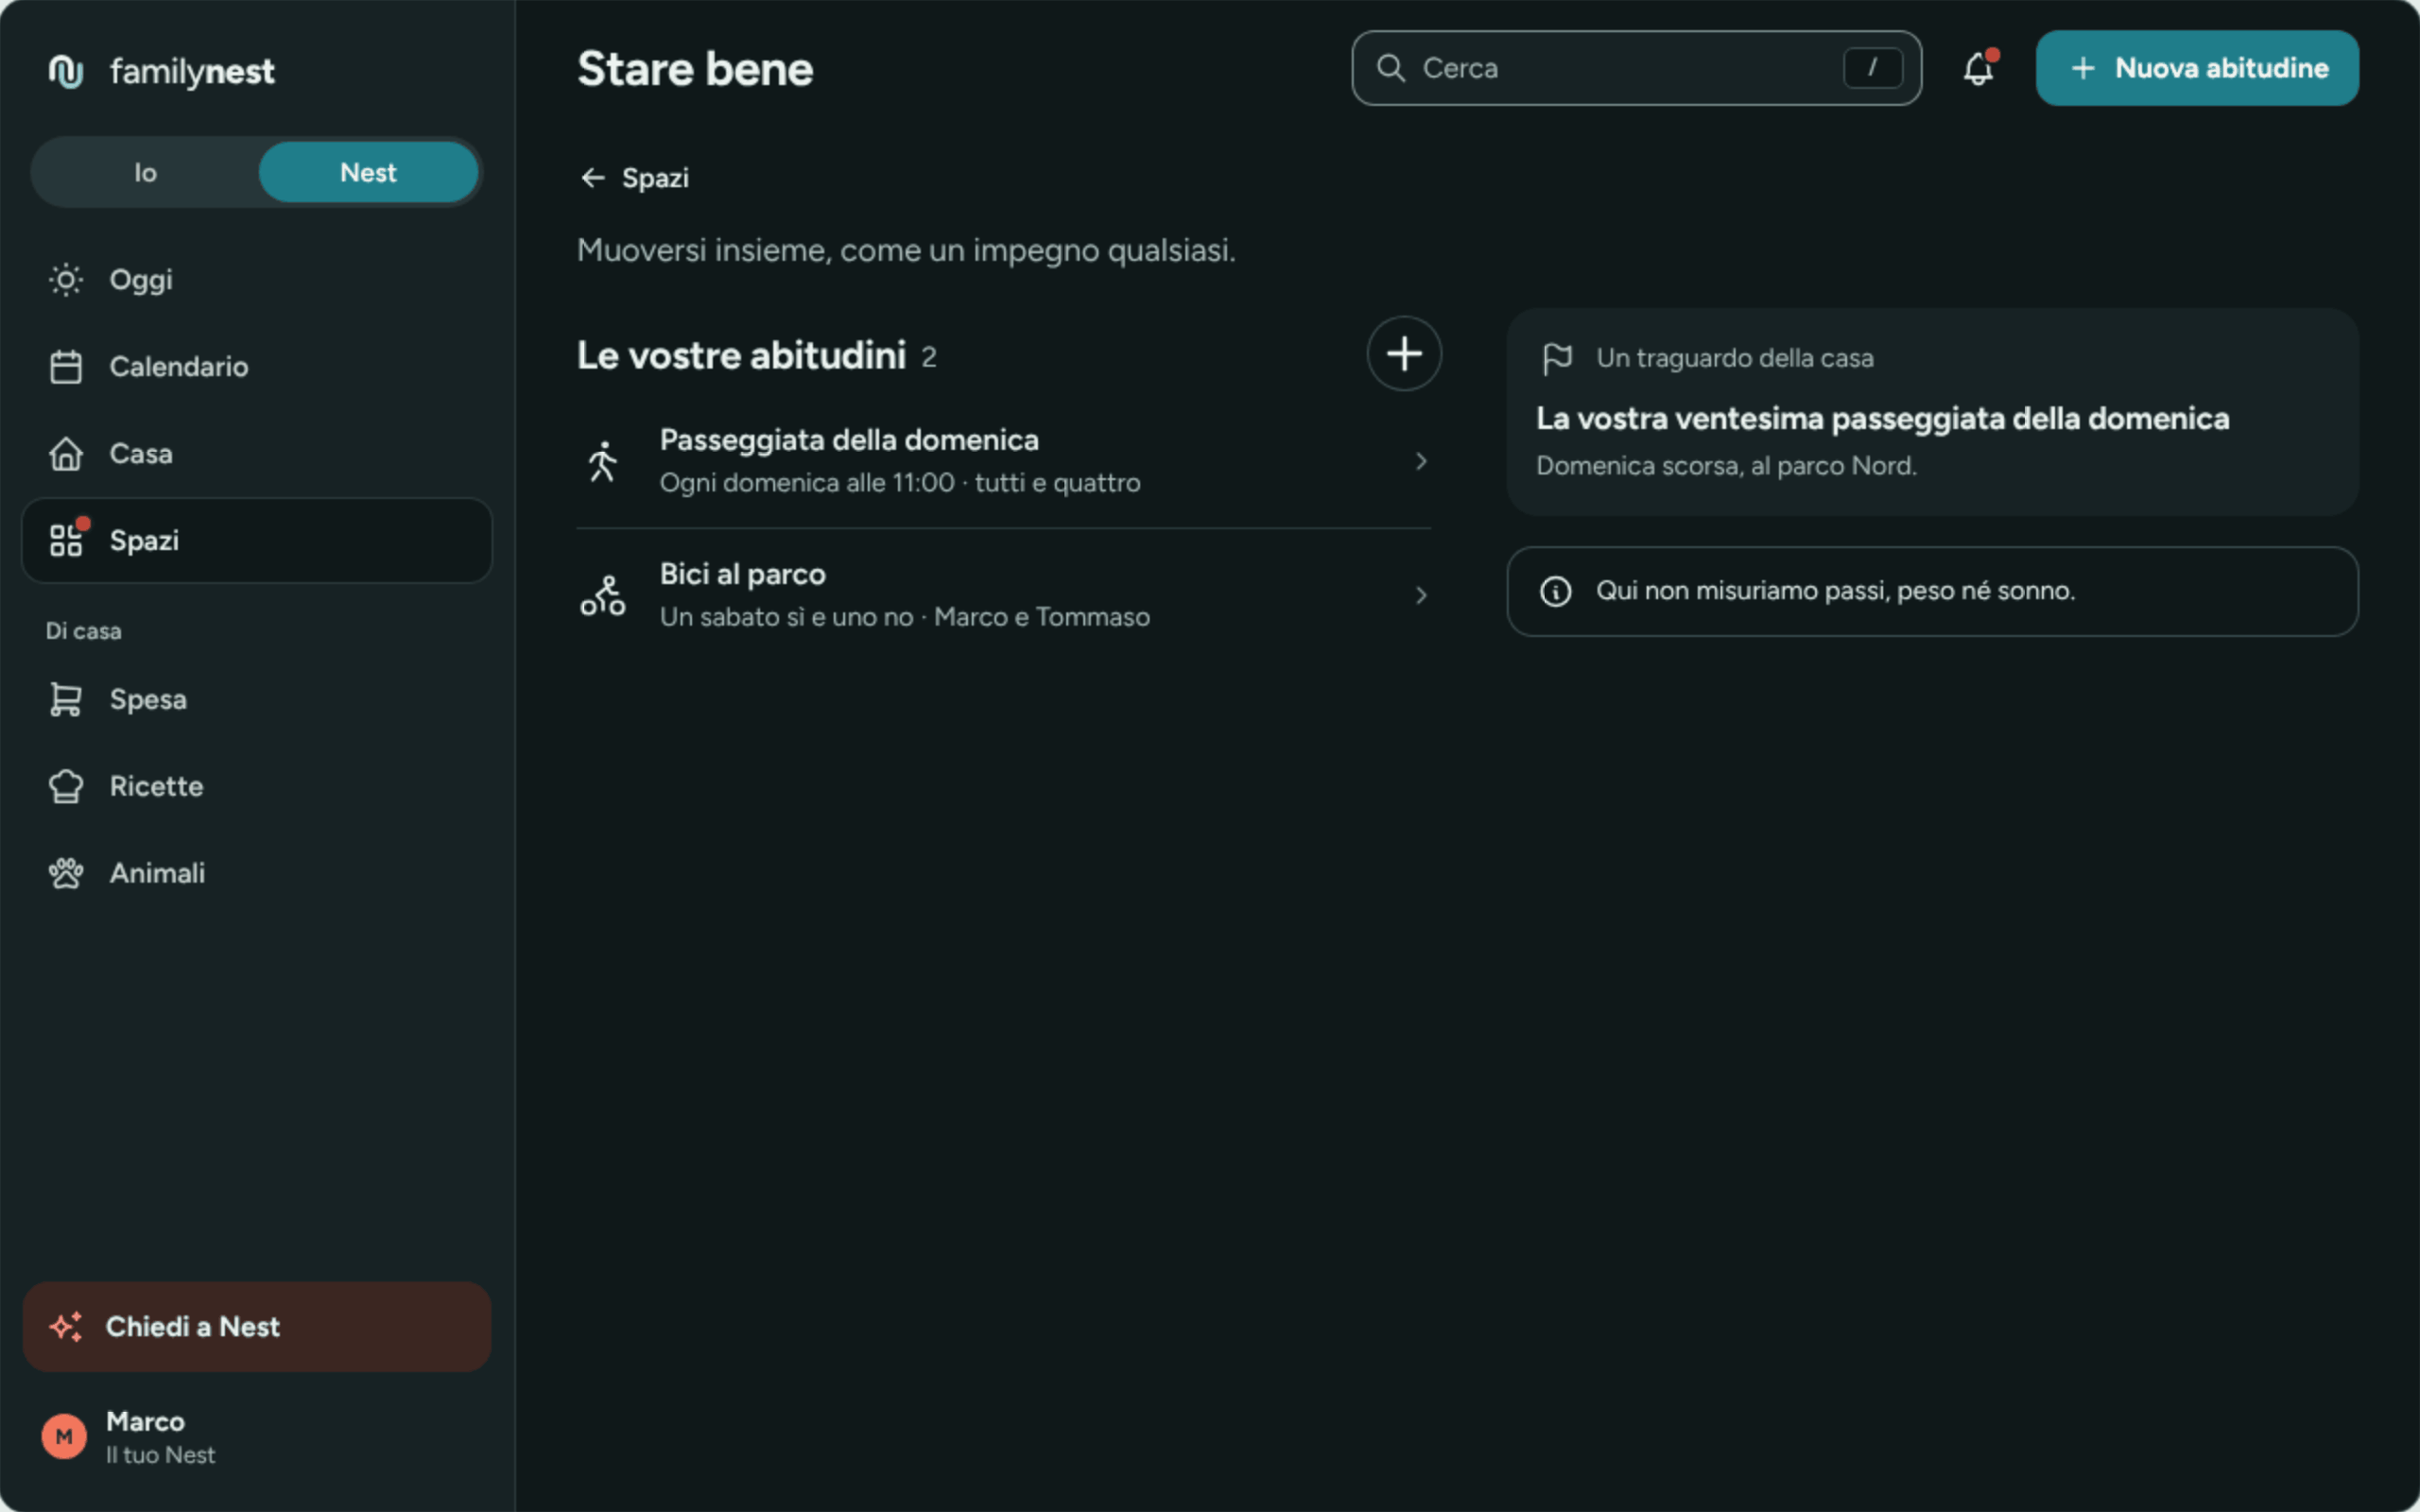 familynest
Io
Nest
Oggi
Calendario
Casa
Spazi
Di casa
Spesa
Ricette
Animali
Chiedi a Nest
M
Marco
Il tuo Nest
Stare bene
Cerca
/
Nuova abitudine
Spazi
Muoversi insieme, come un impegno qualsiasi.
Le vostre abitudini 2
Passeggiata della domenica
Ogni domenica alle 11:00 · tutti e quattro
Bici al parco
Un sabato sì e uno no · Marco e Tommaso
Un traguardo della casa
La vostra ventesima passeggiata della domenica
Domenica scorsa, al parco Nord.
Qui non misuriamo passi, peso né sonno.